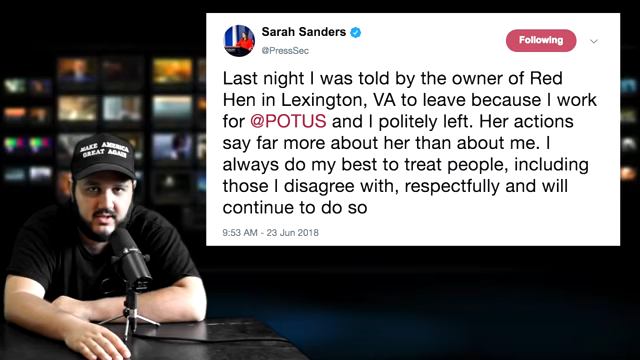 Sarah Sanders
@PressSec
Following
Last night I was told by the owner of Red
Hen in Lexington, VA to leave because I work
for @POTUS and I politely left. Her actions
say far more about her than about me. I
always do my best to treat people, including
those I disagree with, respectfully and will
continue to do so
9:53 AM - 23 Jun 2018
MAKE AMERICA
GREAT AGAIN